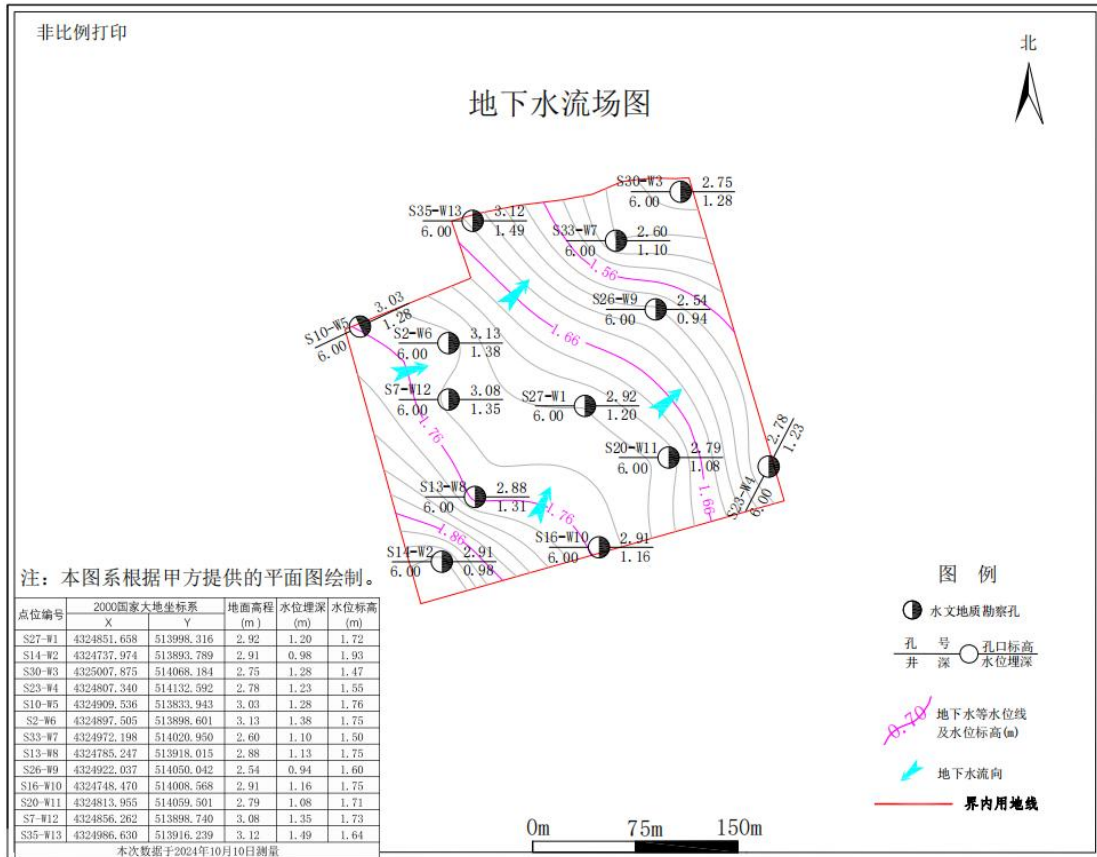 非比例打印
北
地下水流场图
S30-W3 2.75
6.00 1.28
S35-W13 3.12
6.00 1.49
S33-W7 2.60
6.00 1.10
1.56
S26-W9 2.54
6.00 0.94
S10-W5 3.03
6.00 1.28
S2-W6 3.13
6.00 1.38
1.66
S7-W12 3.08
6.00 1.35
S27-W1 2.92
6.00 1.20
1.76
S20-W11 2.79
6.00 1.08
S23-W4 2.78
6.00 1.23
1.66
S13-W8 2.88
6.00 1.31
1.76
1.86
S16-W10 2.91
6.00 1.16
S14-W2 2.91
6.00 0.98
注: 本图系根据甲方提供的平面图绘制。
点位编号 2000国家大地坐标系 地面高程 水位埋深 水位标高
X Y (m) (m) (m)
S27-W1 4324851.658 513998.316 2.92 1.20 1.72
S14-W2 4324737.974 513893.789 2.91 0.98 1.93
S30-W3 4325007.875 514068.184 2.75 1.28 1.47
S23-W4 4324807.340 514132.592 2.78 1.23 1.55
S10-W5 4324909.536 513833.943 3.03 1.28 1.76
S2-W6 4324897.505 513898.601 3.13 1.38 1.75
S33-W7 4324972.198 514020.950 2.60 1.10 1.50
S13-W8 4324785.247 513918.015 2.88 1.13 1.75
S26-W9 4324922.037 514050.042 2.54 0.94 1.60
S16-W10 4324748.470 514008.568 2.91 1.16 1.75
S20-W11 4324813.955 514059.501 2.79 1.08 1.71
S7-W12 4324856.262 513898.740 3.08 1.35 1.73
S35-W13 4324986.630 513916.239 3.12 1.49 1.64
本次数据于2024年10月10日测量
0m 75m 150m
图 例
水文地质勘察孔
孔 号 孔口标高
井 深 水位埋深
0.70 地下水等水位线
及水位标高(m)
地下水流向
界内用地线